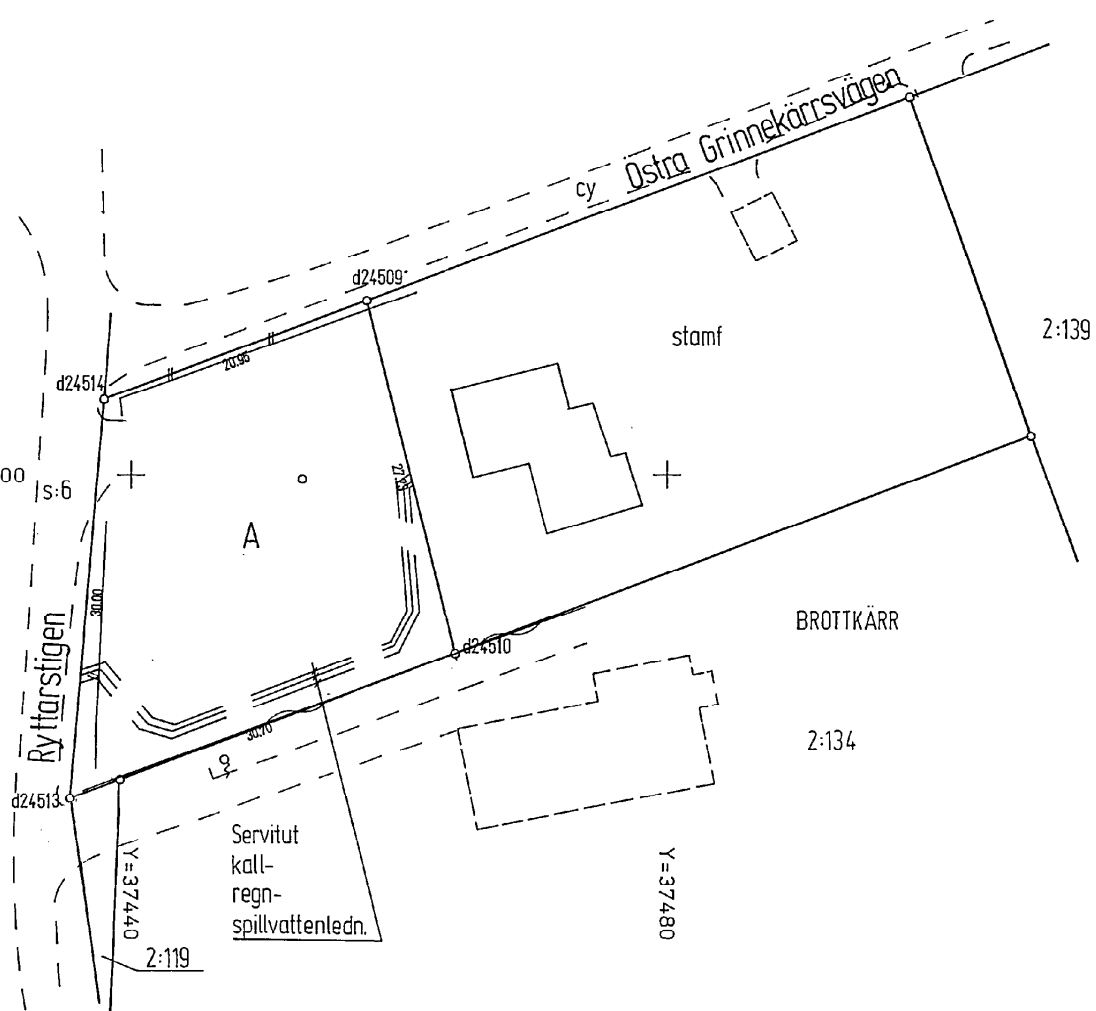 Östra Grinnekärrsvägen
cy
d24509
stamf
2:139
20.95
d24514
00
s:6
27.43
A
30.00
BROTTKÄRR
d24510
Ryttarstigen
2:134
30.70
d24513
Servitut
kall-
regn-
spillvattenledn.
Y=37440
Y=37480
2:119